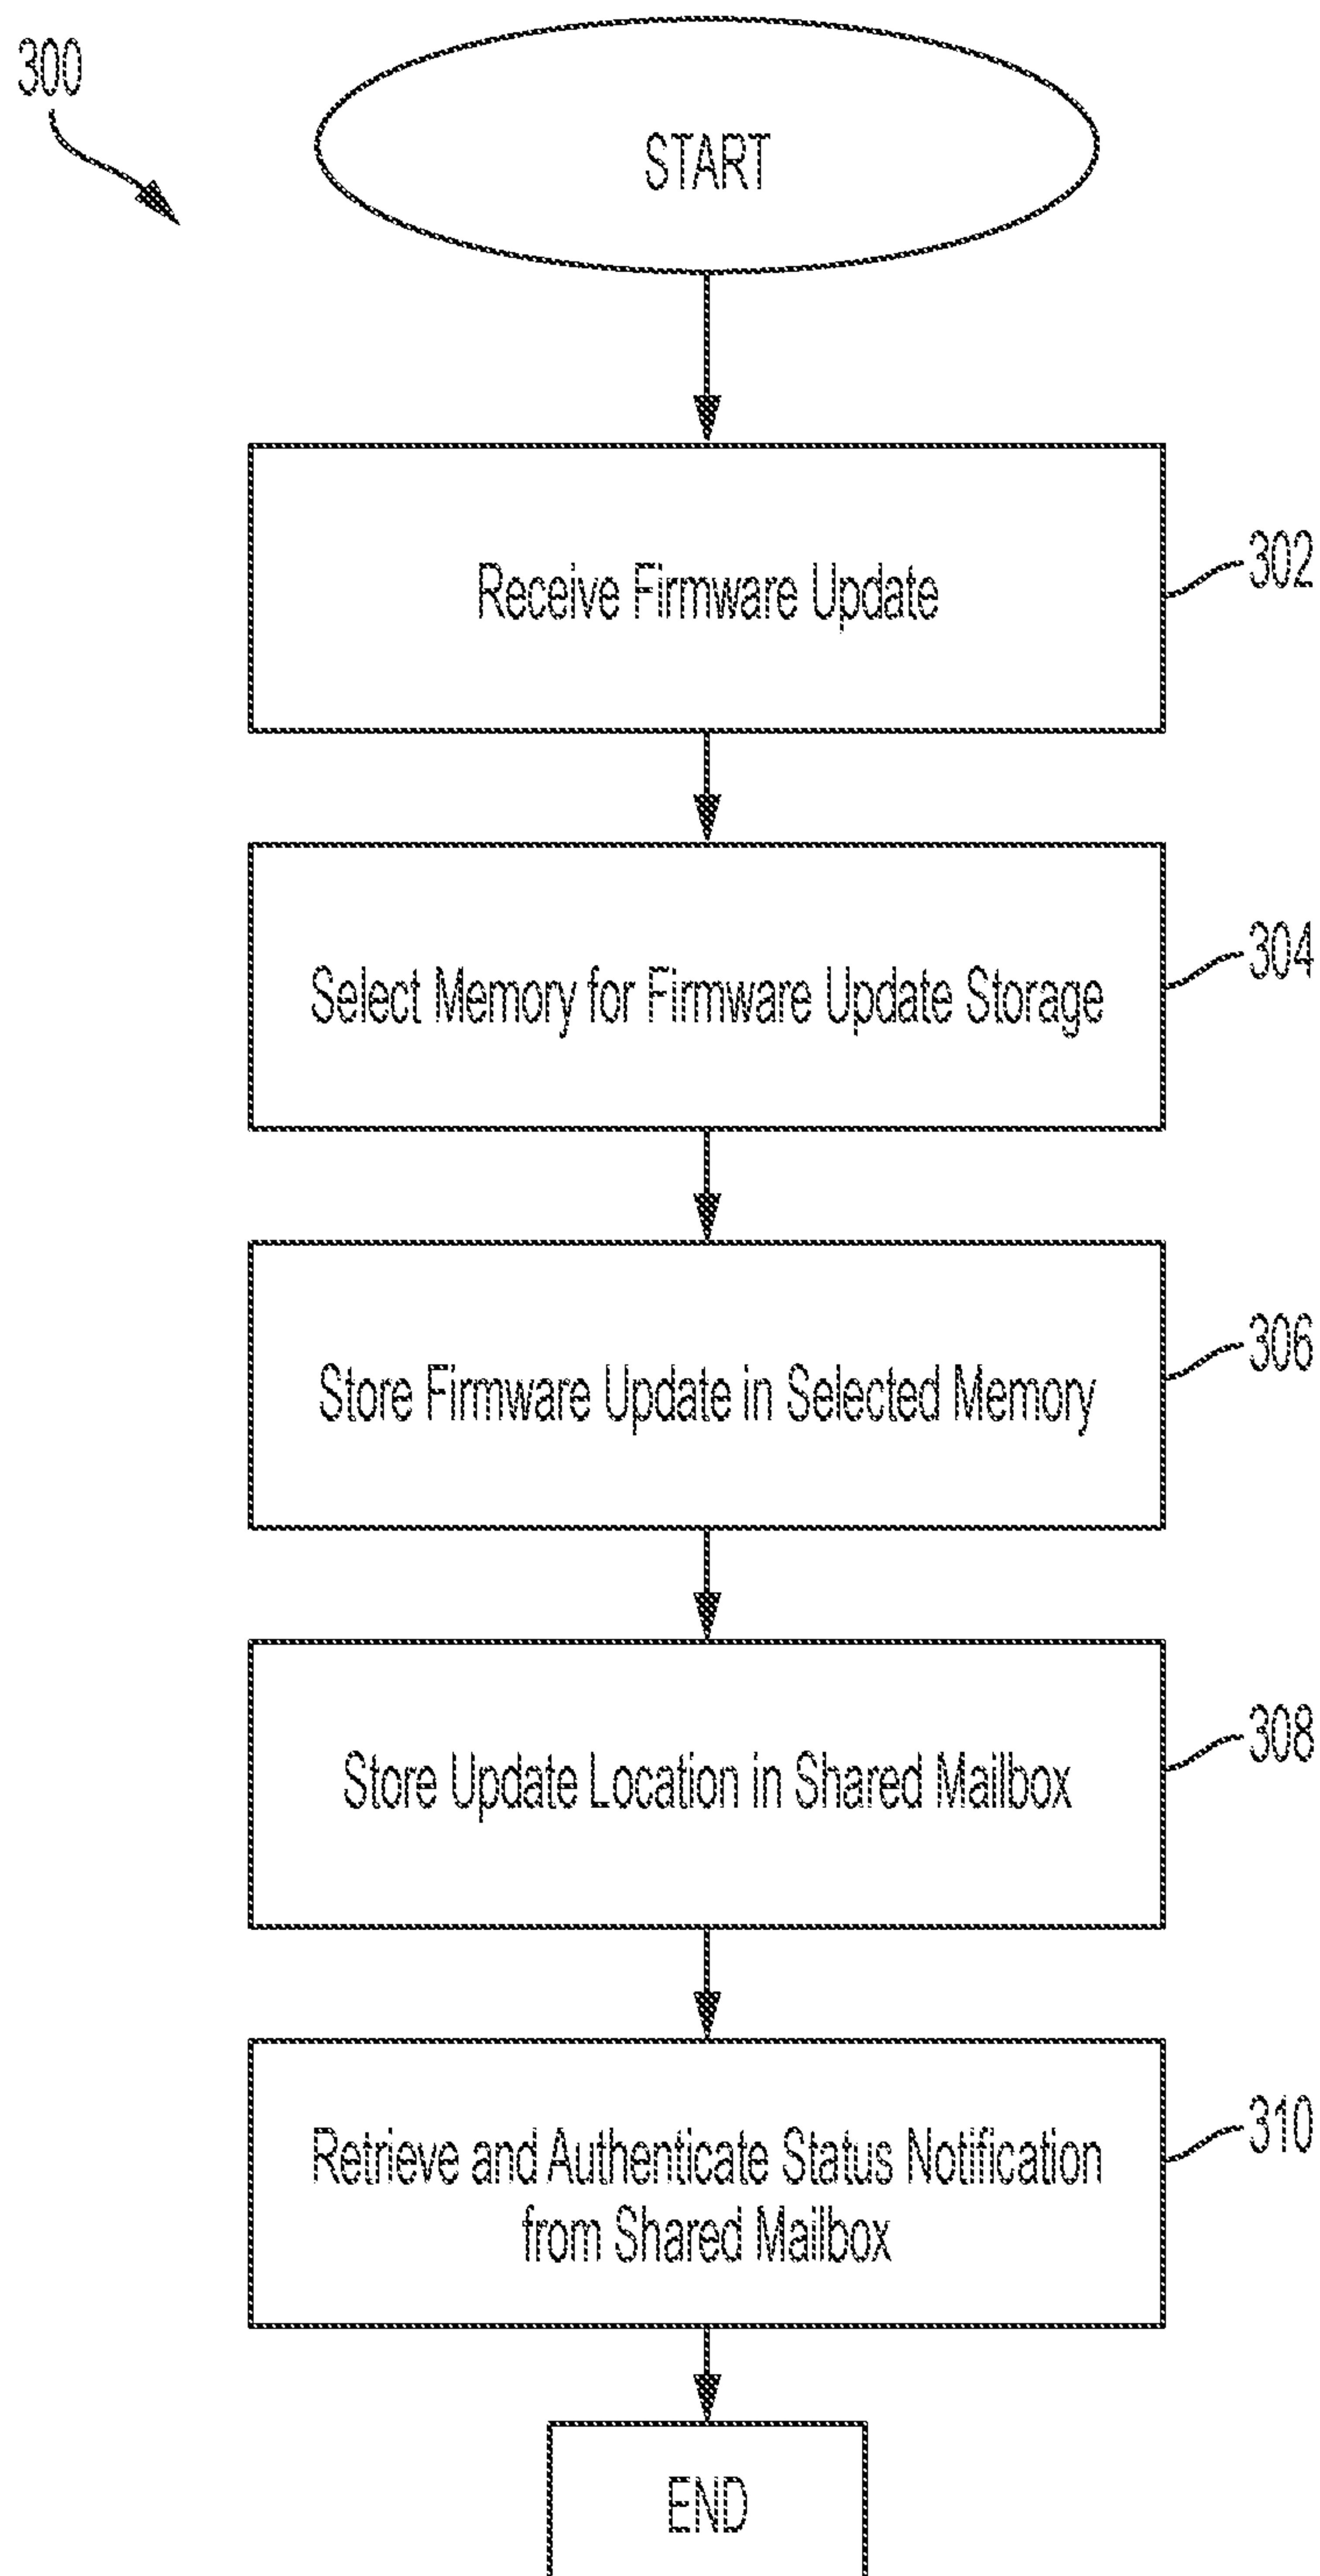 300
START
Receive Firmware Update
302
Select Memory for Firmware Update Storage
304
Store Firmware Update in Selected Memory
306
Store Update Location in Shared Mailbox
308
Retrieve and Authenticate Status Notification
from Shared Mailbox
310
END